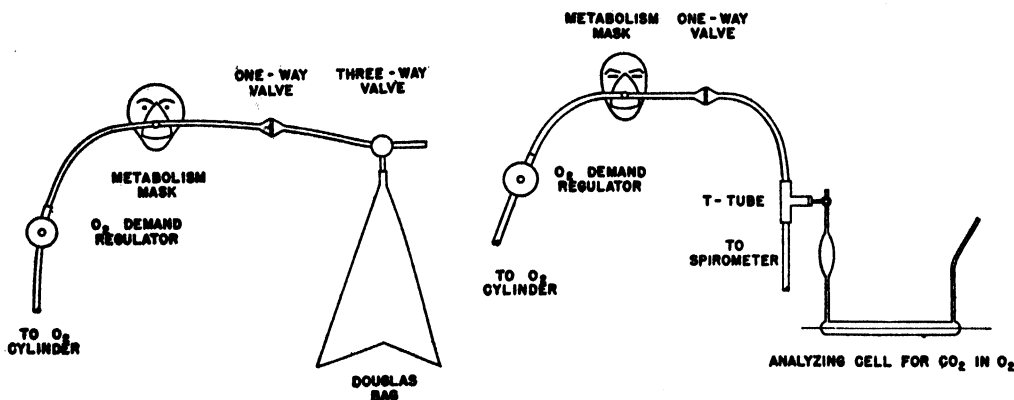 ONE-WAY
VALVE
THREE-WAY
VALVE
METABOLISM
MASK
O₂ DEMAND
REGULATOR
TO O₂
CYLINDER
DOUGLAS
BAG
METABOLISM
MASK
ONE-WAY
VALVE
O₂ DEMAND
REGULATOR
TO O₂
CYLINDER
T-TUBE
TO
SPIROMETER
ANALYZING CELL FOR CO₂ IN O₂